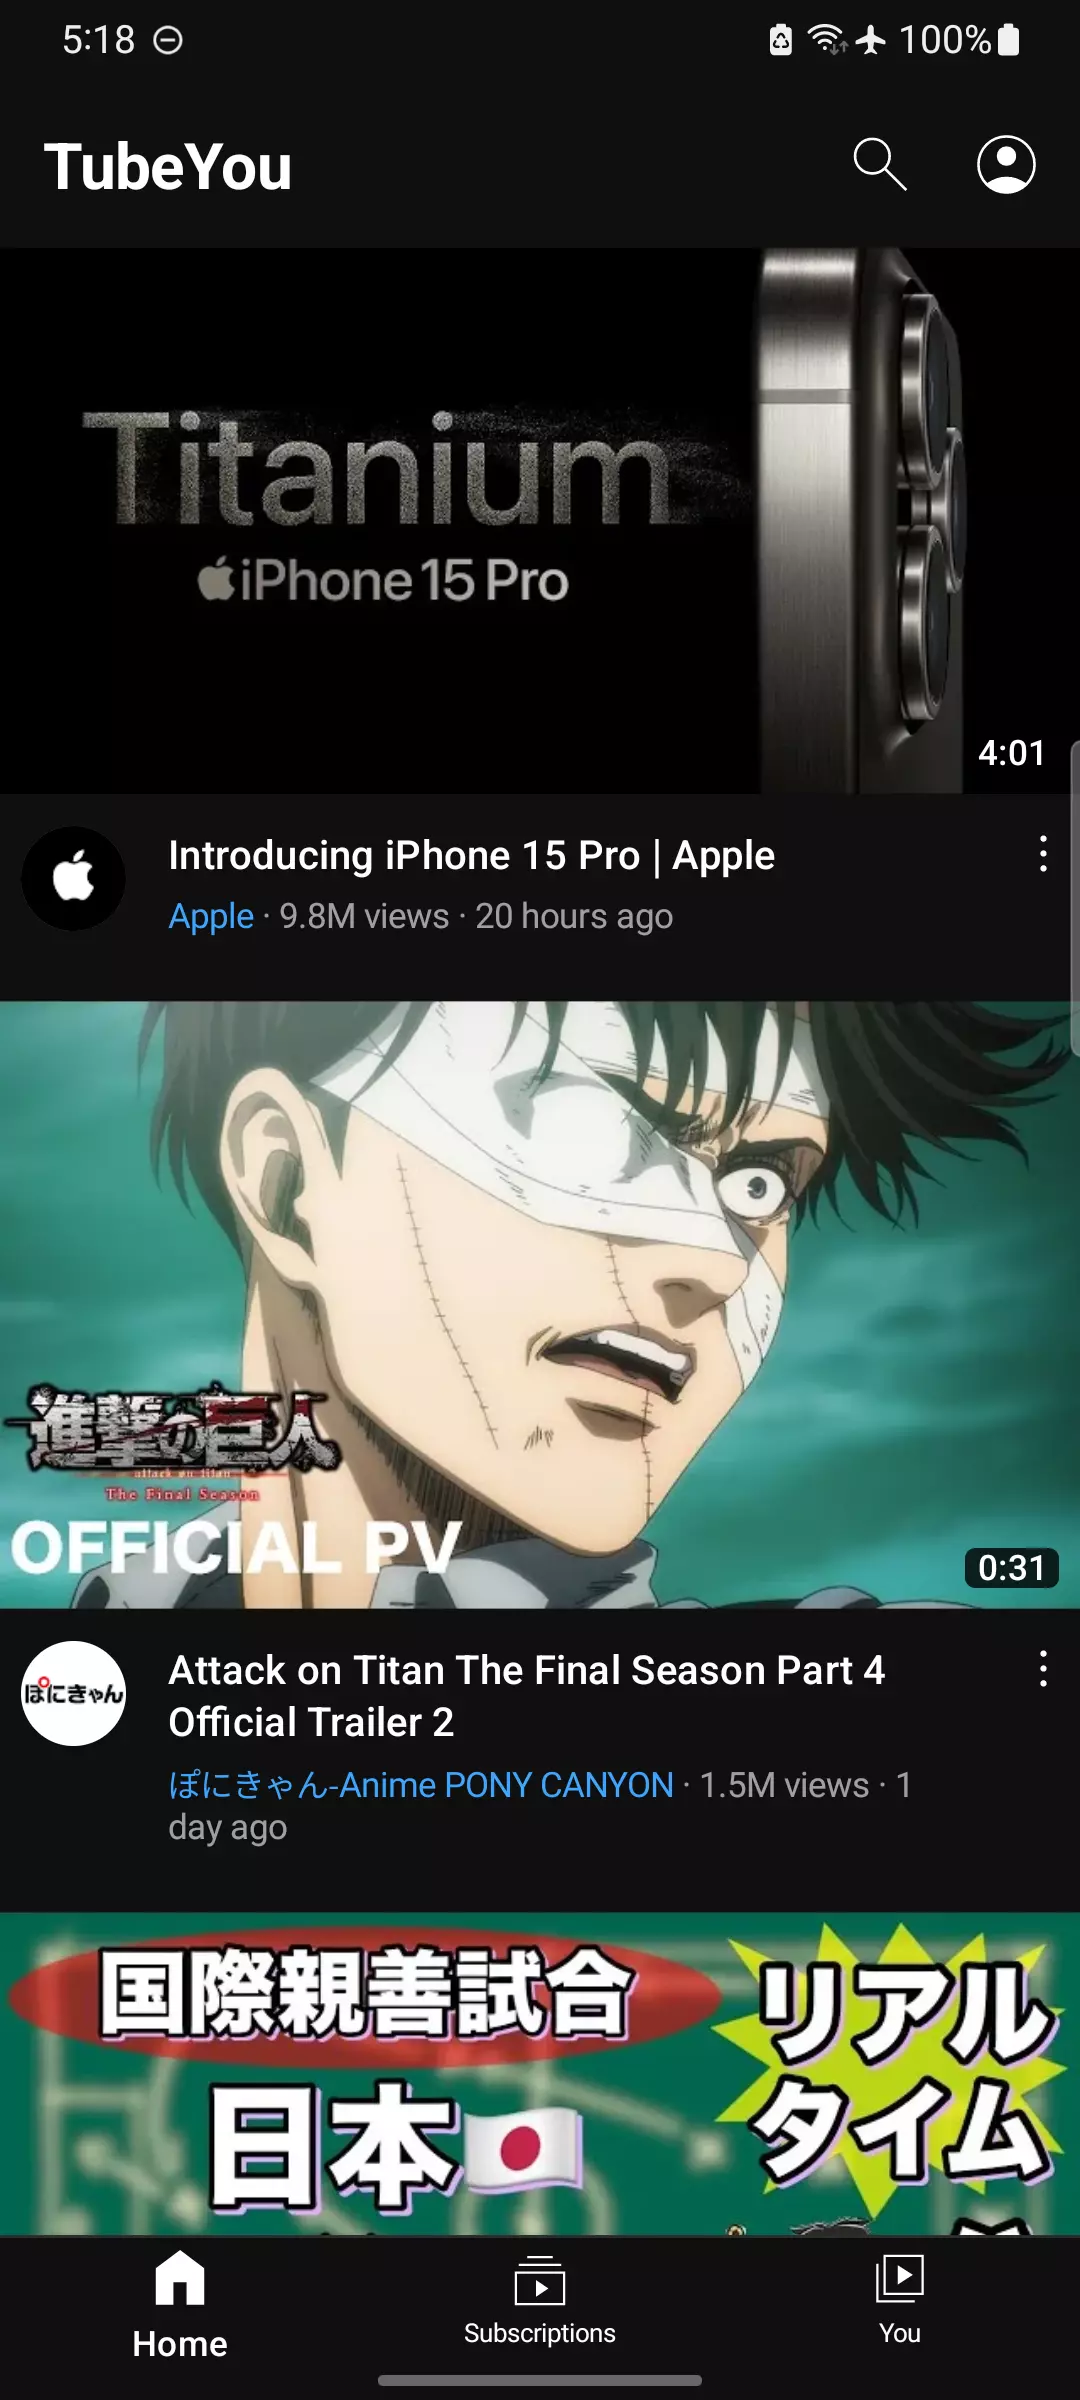 5:18
100%
TubeYou
Titanium
iPhone 15 Pro
4:01
Introducing iPhone 15 Pro | Apple
Apple · 9.8M views · 20 hours ago
進撃の巨人
attack on titan
The Final Season
OFFICIAL PV
0:31
ぽにきゃん
Attack on Titan The Final Season Part 4
Official Trailer 2
ぽにきゃん-Anime PONY CANYON · 1.5M views · 1
day ago
国際親善試合
リアル
タイム
日本
Home
Subscriptions
You